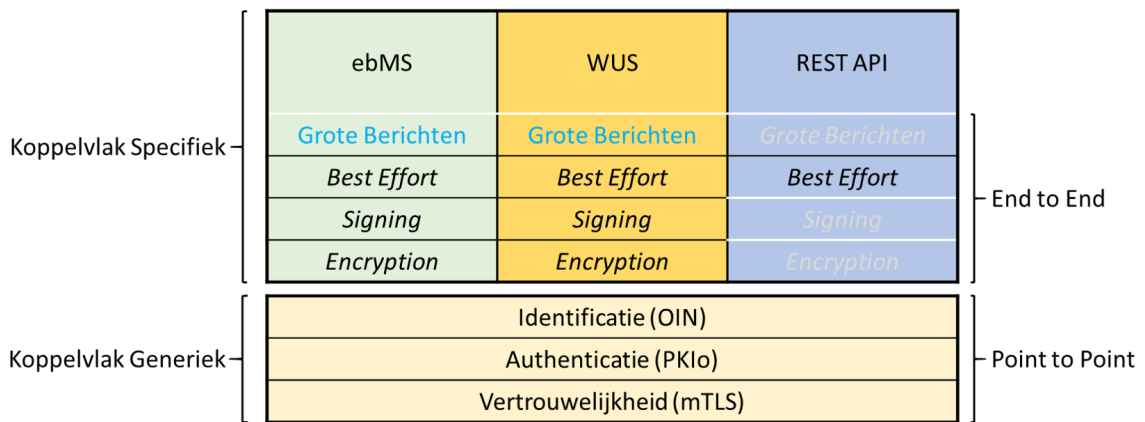 ebMS
WUS
REST API
Koppelvlak Specifiek
Grote Berichten
Grote Berichten
Grote Berichten
Best Effort
Best Effort
Best Effort
End to End
Signing
Signing
Signing
Encryption
Encryption
Encryption
Identificatie (OIN)
Koppelvlak Generiek
Authenticatie (PKIo)
Point to Point
Vertrouwelijkheid (mTLS)